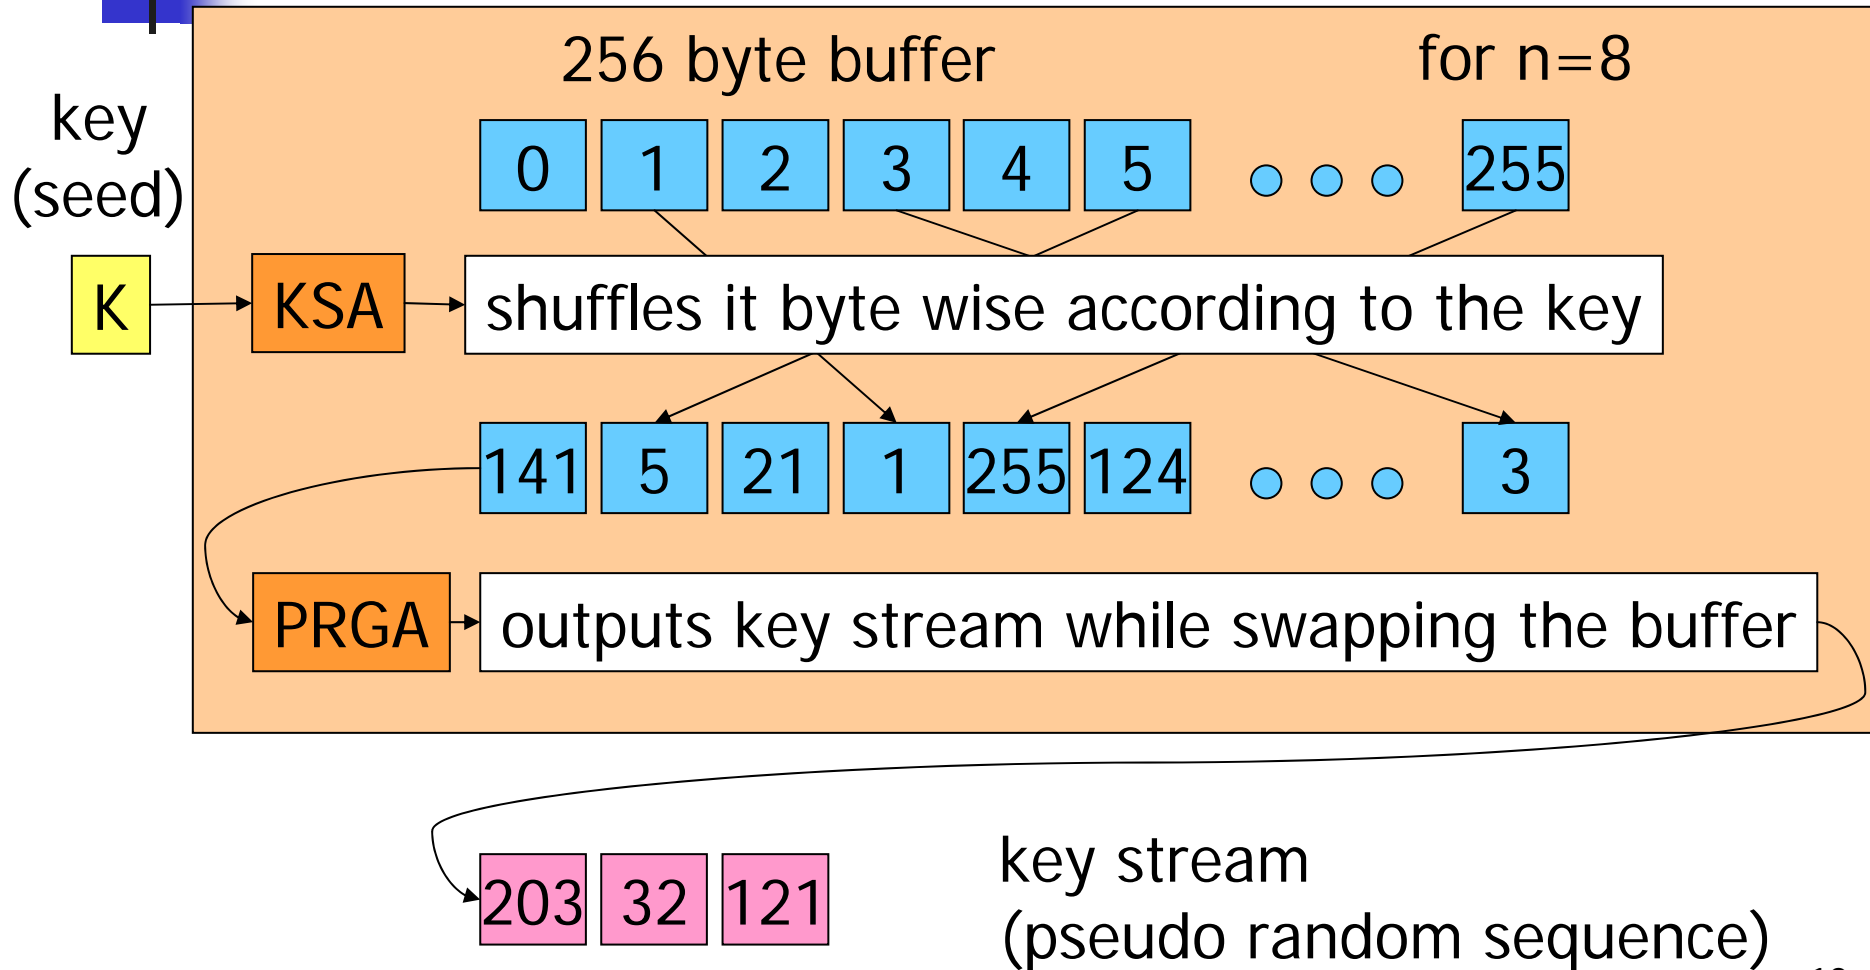 256 byte buffer for n=8
key
(seed)
0 1 2 3 4 5 255
K KSA shuffles it byte wise according to the key
141 5 21 1 255 124 3
PRGA outputs key stream while swapping the buffer
203 32 121
key stream
(pseudo random sequence)